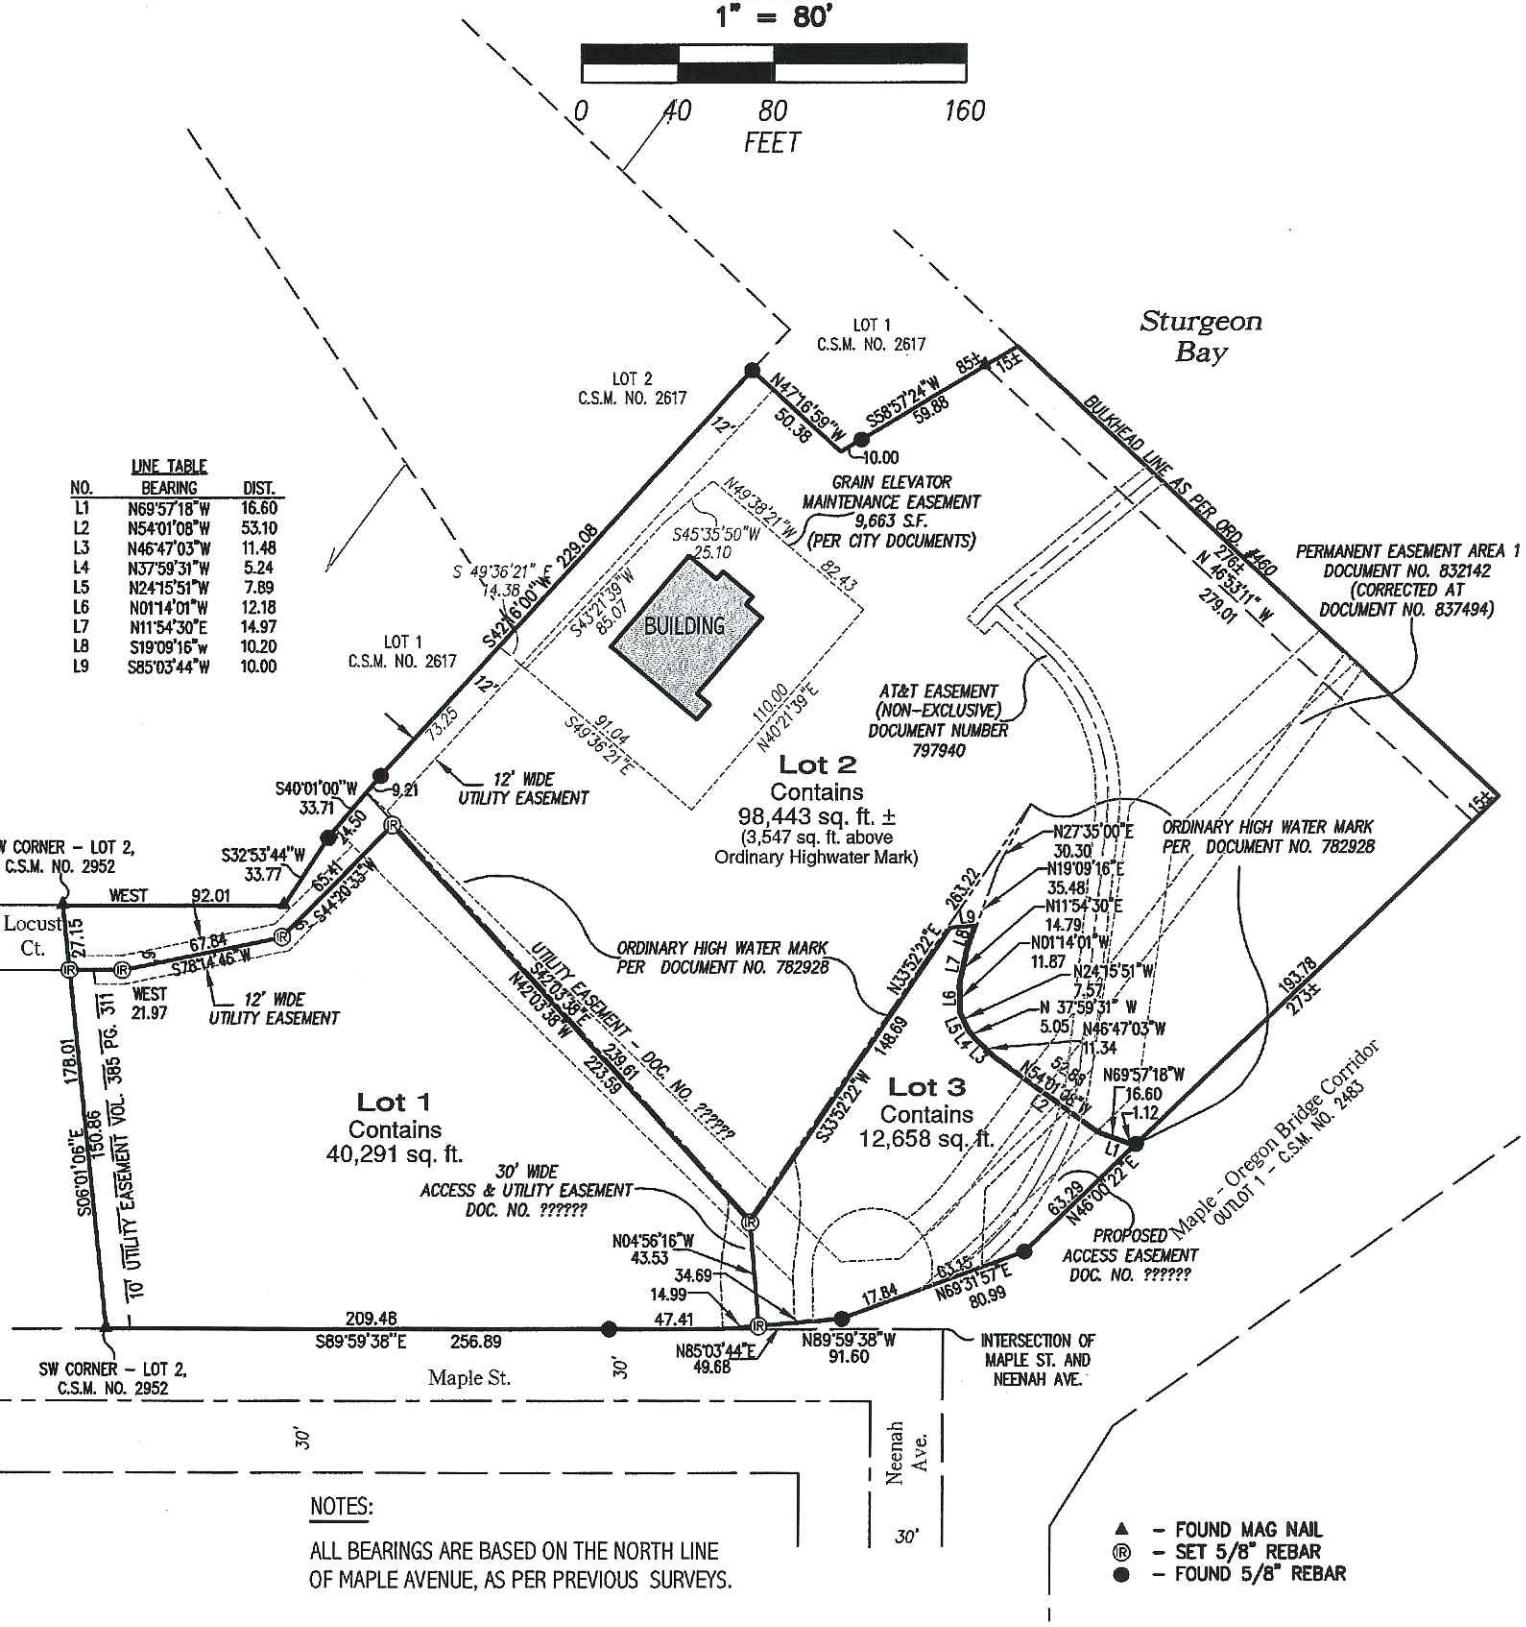 1" = 80'
0 40 80 160
FEET
Sturgeon
Bay
LOT 1
C.S.M. NO. 2617
LOT 2
C.S.M. NO. 2617
85±
15±
N47°16'59"W
50.38
S58°57'24"W
59.88
10.00
BULKHEAD LINE AS PER ORD. #460
276±
N 46°53'11" W
279.01
12'
GRAIN ELEVATOR
MAINTENANCE EASEMENT
9,663 S.F.
(PER CITY DOCUMENTS)
LINE TABLE
NO. BEARING DIST.
L1 N69°57'18"W 16.60
L2 N54°01'08"W 53.10
L3 N46°47'03"W 11.48
L4 N37°59'31"W 5.24
L5 N24°15'51"W 7.89
L6 N01°14'01"W 12.18
L7 N11°54'30"E 14.97
L8 S19°09'16"w 10.20
L9 S85°03'44"W 10.00
N49°38'21"W
82.43
S45°35'50"W
25.10
S42°16'00"W 229.08
S 49°36'21" E
14.38
S43°21'39"W
85.07
BUILDING
PERMANENT EASEMENT AREA 1
DOCUMENT NO. 832142
(CORRECTED AT
DOCUMENT NO. 837494)
LOT 1
C.S.M. NO. 2617
12'
73.25
91.04
S49°36'21"E
110.00
N40°21'39"E
AT&T EASEMENT
(NON-EXCLUSIVE)
DOCUMENT NUMBER
797940
Lot 2
Contains
98,443 sq. ft. ±
(3,547 sq. ft. above
Ordinary Highwater Mark)
12' WIDE
UTILITY EASEMENT
S40°01'00"W
33.71
9.21
24.50
15±
ORDINARY HIGH WATER MARK
PER DOCUMENT NO. 782928
W CORNER - LOT 2,
C.S.M. NO. 2952
S32°53'44"W
33.77
65.41
S44°20'33"W
WEST 92.01
Locust
Ct.
27.15
67.84
S78°14'46"W
6'
6'
WEST
21.97
12' WIDE
UTILITY EASEMENT
N27°35'00"E
30.30
N19°09'16"E
35.48
N11°54'30"E
14.79
N01°14'01"W
11.87
N24°15'51"W
7.57
N 37°59'31" W
5.05
N46°47'03"W
11.34
52.88
N54°01'08"W
N69°57'18"W
16.60
1.12
263.22
N33°52'22"E
L9
L8
L7
L6
L5
L4
L3
L2
L1
ORDINARY HIGH WATER MARK
PER DOCUMENT NO. 782928
UTILITY EASEMENT - DOC. NO. ??????
S42°03'38"E
N42°03'38"W
239.61
223.59
148.69
S33°52'22"W
193.78
273±
178.01
150.86
S06°01'06"E
10' UTILITY EASEMENT VOL. 385 PG. 311
Lot 1
Contains
40,291 sq. ft.
Lot 3
Contains
12,658 sq. ft.
30' WIDE
ACCESS & UTILITY EASEMENT
DOC. NO. ??????
63.29
N46°00'22"E
Maple - Oregon Bridge Corridor
OUTLOT 1 - C.S.M. NO. 2483
PROPOSED
ACCESS EASEMENT
DOC. NO. ??????
N04°56'16"W
43.53
34.69
14.99
63.15
N69°31'57"E
80.99
17.84
209.48
47.41
S89°59'38"E 256.89
N85°03'44"E
49.68
N89°59'38"W
91.60
INTERSECTION OF
MAPLE ST. AND
NEENAH AVE.
SW CORNER - LOT 2,
C.S.M. NO. 2952
Maple St.
30'
30'
Neenah
Ave.
30'
NOTES:
ALL BEARINGS ARE BASED ON THE NORTH LINE
OF MAPLE AVENUE, AS PER PREVIOUS SURVEYS.
- FOUND MAG NAIL
IR - SET 5/8" REBAR
- FOUND 5/8" REBAR